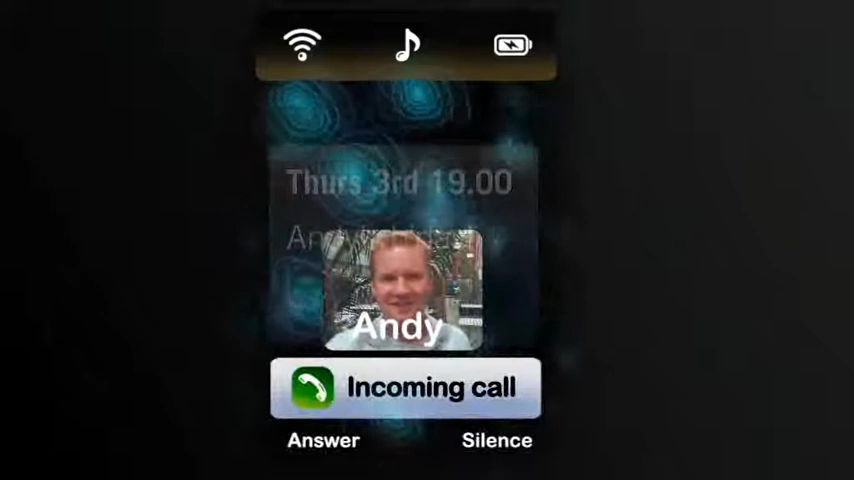 Thurs 3rd 19.00
Andy
Incoming call
Answer
Silence